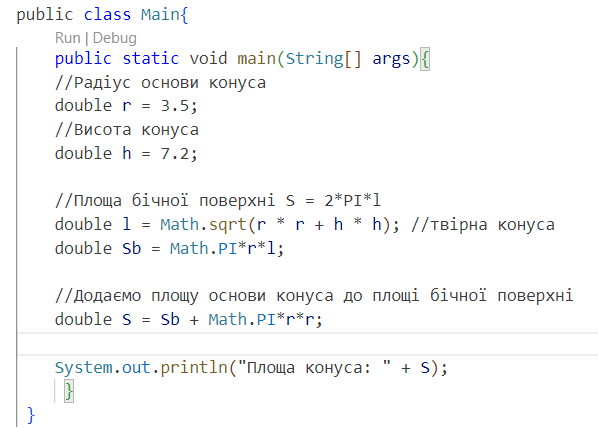 public class Main{
Run | Debug
public static void main(String[] args){
//Радіус основи конуса
double r = 3.5;
//Висота конуса
double h = 7.2;
//Площа бічної поверхні S = 2*PI*l
double l = Math.sqrt(r * r + h * h); //твірна конуса
double Sb = Math.PI*r*l;
//Додаємо площу основи конуса до площі бічної поверхні
double S = Sb + Math.PI*r*r;
System.out.println("Площа конуса: " + S);
}
}